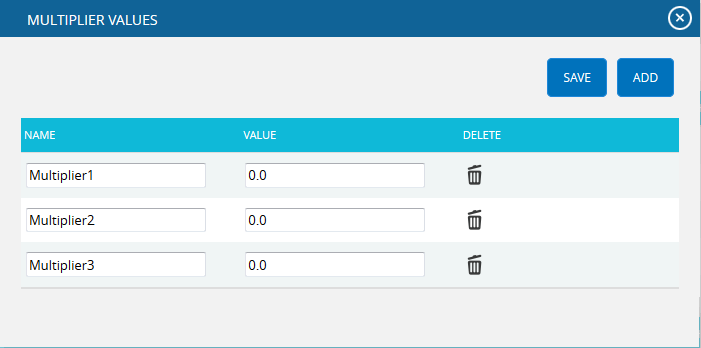 MULTIPLIER VALUES
SAVE ADD
NAME VALUE DELETE
Multiplier1 0.0
Multiplier2 0.0
Multiplier3 0.0